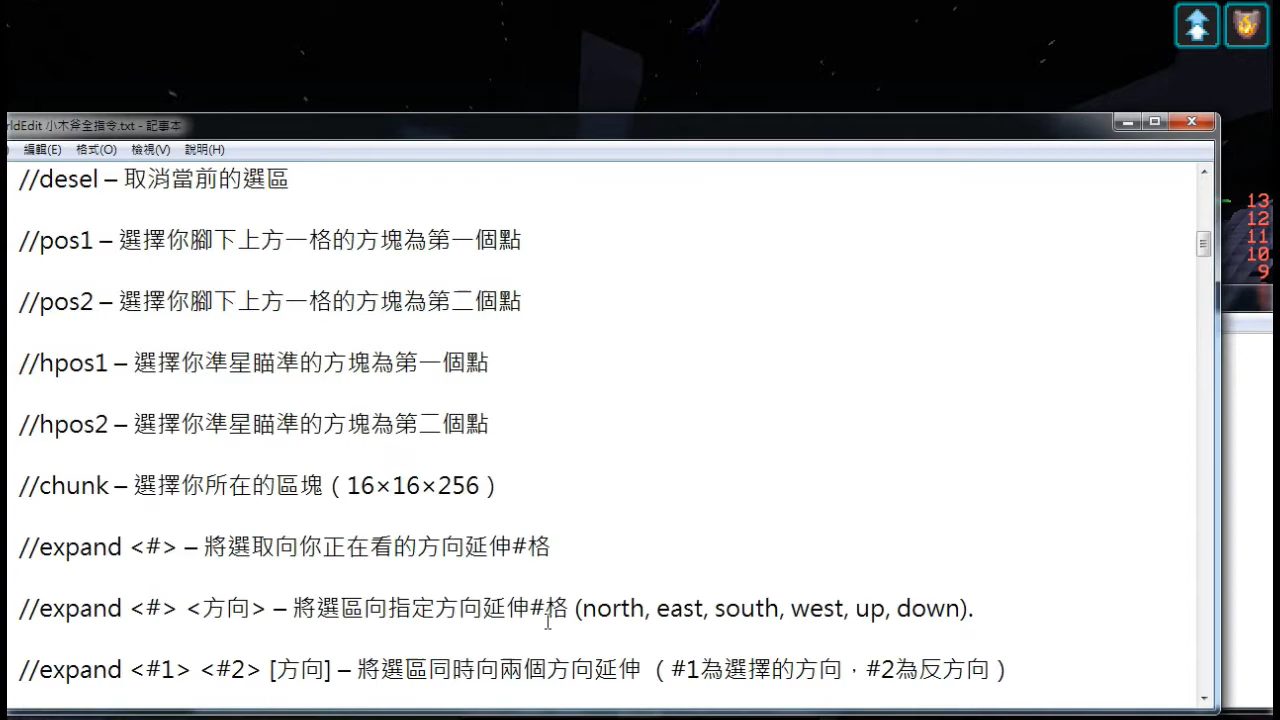 rldEdit 小木斧全指令.txt - 記事本
) 編輯(E) 格式(O) 檢視(V) 說明(H)
//desel – 取消當前的選區
//pos1 – 選擇你腳下上方一格的方塊為第一個點
//pos2 – 選擇你腳下上方一格的方塊為第二個點
//hpos1 – 選擇你準星瞄準的方塊為第一個點
//hpos2 – 選擇你準星瞄準的方塊為第二個點
//chunk – 選擇你所在的區塊（16×16×256）
//expand <#> – 將選取向你正在看的方向延伸#格
//expand <#> <方向> – 將選區向指定方向延伸#格 (north, east, south, west, up, down).
//expand <#1> <#2> [方向] – 將選區同時向兩個方向延伸 （#1為選擇的方向，#2為反方向）
13
12
11
10
9